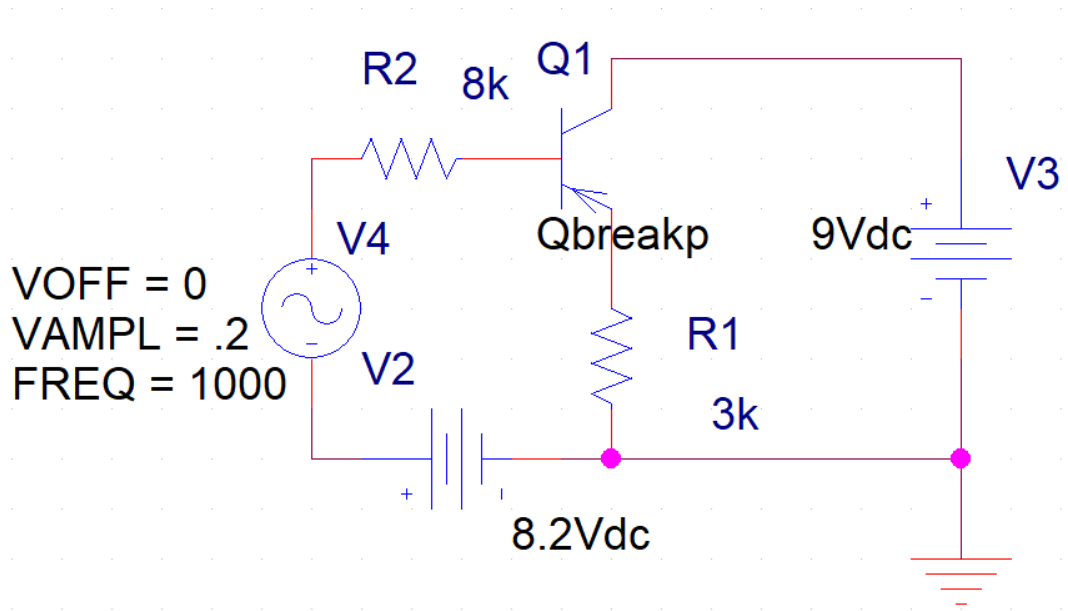 R2
8k
Q1
V3
V4
Qbreakp
9Vdc
+
-
+
-
VOFF = 0
VAMPL = .2
FREQ = 1000
V2
R1
3k
+
-
8.2Vdc